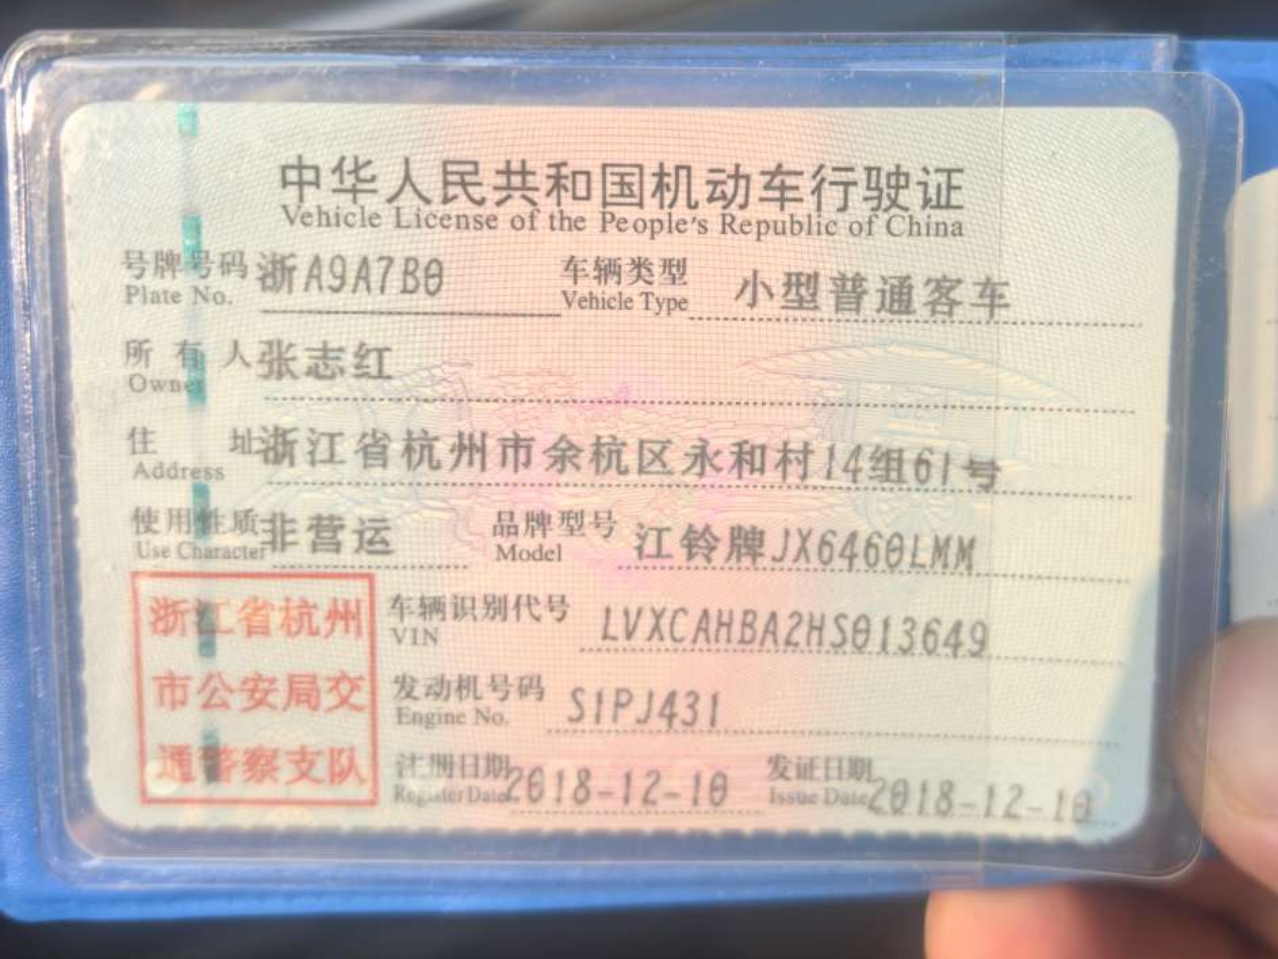 中华人民共和国机动车行驶证
Vehicle License of the People's Republic of China
号牌号码 浙A9A7B0 车辆类型 小型普通客车
Plate No. Vehicle Type
所有人 张志红
Owner
住址 浙江省杭州市余杭区永和村14组61号
Address
使用性质 非营运 品牌型号 江铃牌JX6460LMM
Use Character Model
浙江省杭州 车辆识别代号 LVXCAHBA2HS013649
VIN
市公安局交 发动机号码 S1PJ431
Engine No.
通警察支队 注册日期 2018-12-10 发证日期 2018-12-10
Register Date Issue Date